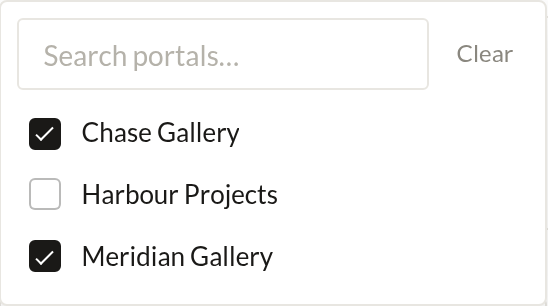 Search portals...
Clear
Chase Gallery
Harbour Projects
Meridian Gallery